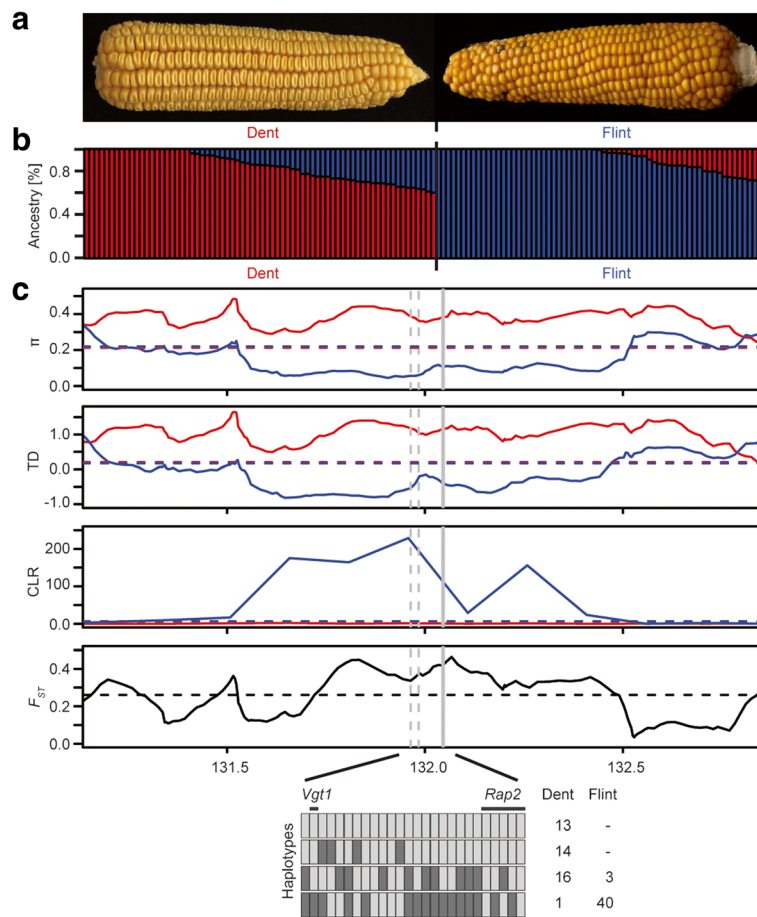 a
Dent Flint
b
Ancestry [%]
0.8
0.4
0.0
Dent Flint
c
π
0.4
0.2
0.0
TD
1.0
0.0
-1.0
CLR
200
100
0.0
FST
0.4
0.2
0.0
131.5 132.0 132.5
Vgt1 Rap2 Dent Flint
Haplotypes
13 -
14 -
16 3
1 40